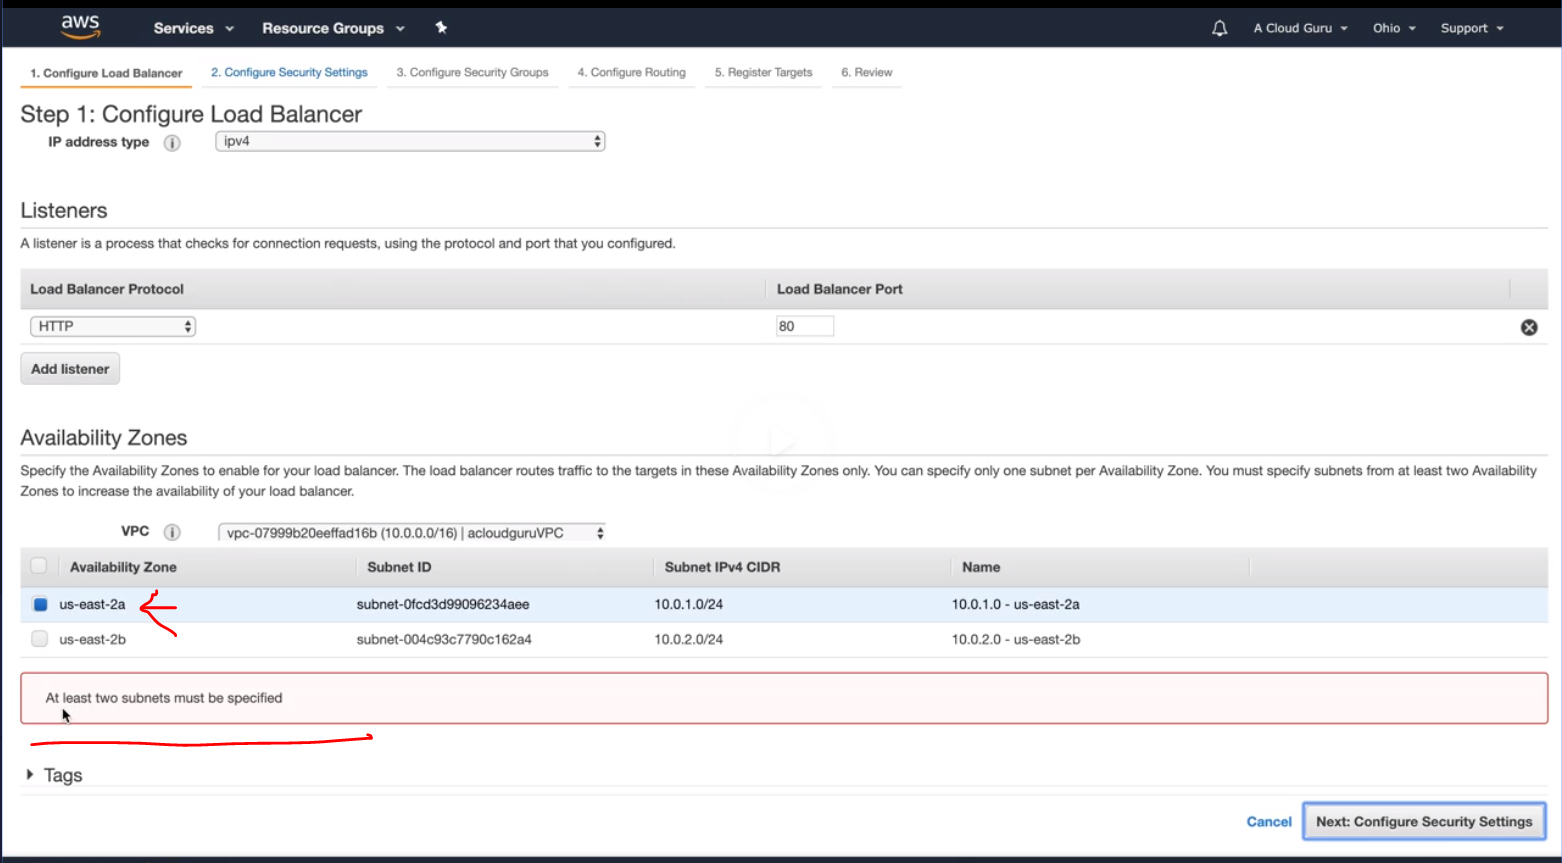 aws Services Resource Groups A Cloud Guru Ohio Support
1. Configure Load Balancer 2. Configure Security Settings 3. Configure Security Groups 4. Configure Routing 5. Register Targets 6. Review
Step 1: Configure Load Balancer
IP address type i ipv4
Listeners
A listener is a process that checks for connection requests, using the protocol and port that you configured.
Load Balancer Protocol Load Balancer Port
HTTP 80
Add listener
Availability Zones
Specify the Availability Zones to enable for your load balancer. The load balancer routes traffic to the targets in these Availability Zones only. You can specify only one subnet per Availability Zone. You must specify subnets from at least two Availability
Zones to increase the availability of your load balancer.
VPC i vpc-07999b20eeffad16b (10.0.0.0/16) | acloudguruVPC
Availability Zone Subnet ID Subnet IPv4 CIDR Name
us-east-2a subnet-0fcd3d99096234aee 10.0.1.0/24 10.0.1.0 - us-east-2a
us-east-2b subnet-004c93c7790c162a4 10.0.2.0/24 10.0.2.0 - us-east-2b
At least two subnets must be specified
Tags
Cancel Next: Configure Security Settings